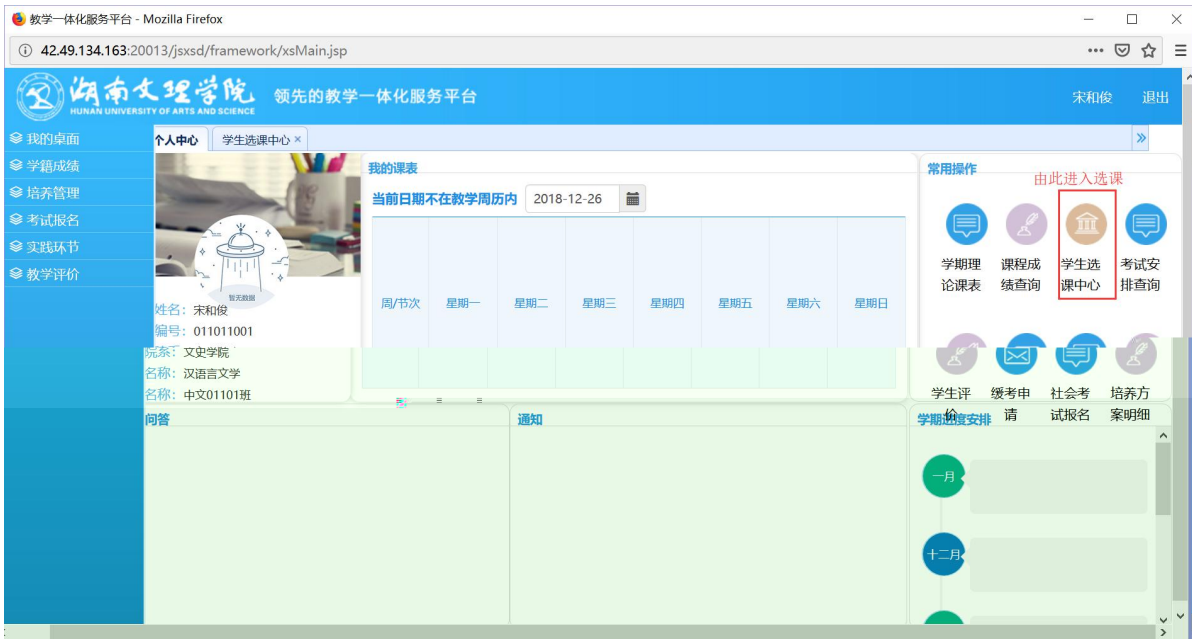 教学一体化服务平台 - Mozilla Firefox
42.49.134.163:20013/jsxsd/framework/xsMain.jsp
湖南文理学院 领先的教学一体化服务平台 宋和俊 退出
HUNAN UNIVERSITY OF ARTS AND SCIENCE
我的桌面
学籍成绩
培养管理
考试报名
实践环节
教学评价
个人中心 学生选课中心 ×
暂无数据
姓名：宋和俊
编号：011011001
院系：文史学院
名称：汉语言文学
名称：中文01101班
我的课表
当前日期不在教学周历内 2018-12-26
周/节次 星期一 星期二 星期三 星期四 星期五 星期六 星期日
常用操作
由此进入选课
学期理论课表
课程成绩查询
学生选课中心
考试安排查询
学生评价
缓考申请
社会考试报名
培养方案明细
问答
通知
学期进度安排
一月
十二月